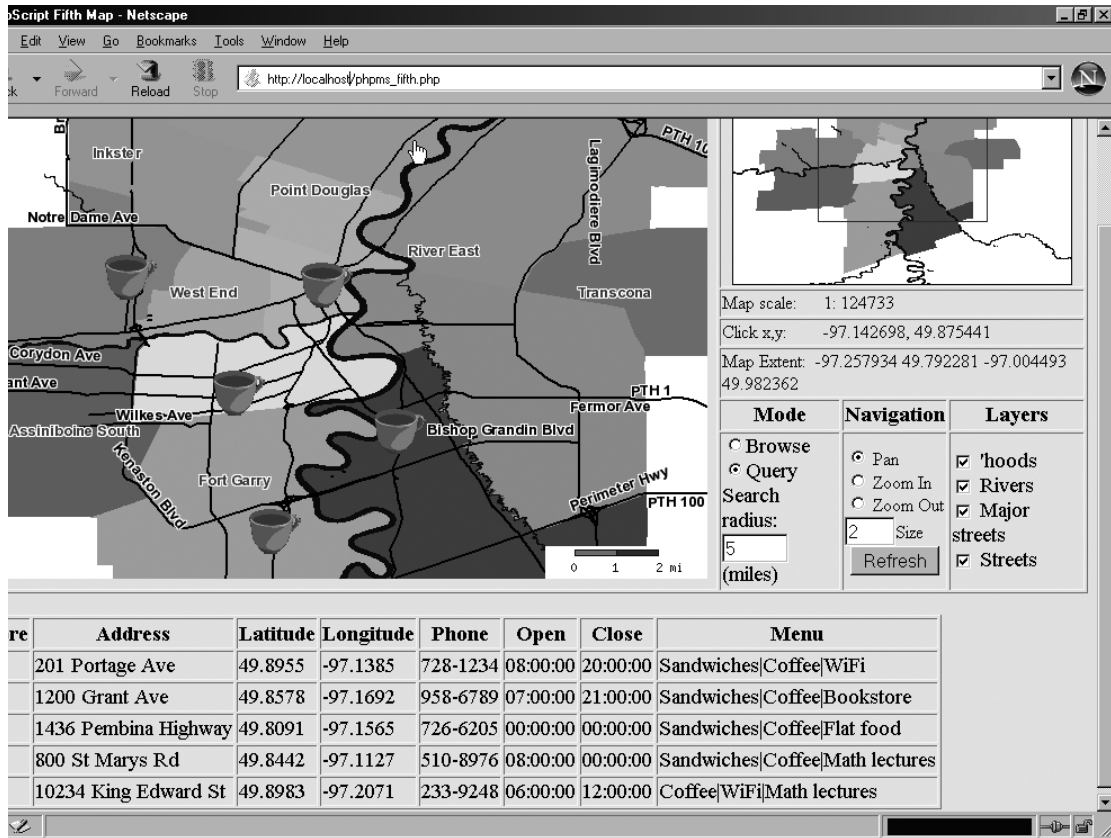 oScript Fifth Map - Netscape
Edit View Go Bookmarks Tools Window Help
ck Forward Reload Stop http://localhost/phpms_fifth.php N
Br
Inkster
Point Douglas
PTH 10
Lagimodiere Blvd
Notre Dame Ave
River East
West End
Transcona
Corydon Ave
ant Ave
PTH 1
Fermor Ave
Wilkes Ave
Assiniboine South
Bishop Grandin Blvd
Kenaston Blvd
Fort Garry
Perimeter Hwy
PTH 100
0 1 2 mi
Map scale: 1: 124733
Click x,y: -97.142698, 49.875441
Map Extent: -97.257934 49.792281 -97.004493
49.982362
Mode
Browse
Query
Search
radius:
5
(miles)
Navigation
Pan
Zoom In
Zoom Out
2 Size
Refresh
Layers
'hoods
Rivers
Major
streets
Streets
re Address Latitude Longitude Phone Open Close Menu
201 Portage Ave 49.8955 -97.1385 728-1234 08:00:00 20:00:00 Sandwiches|Coffee|WiFi
1200 Grant Ave 49.8578 -97.1692 958-6789 07:00:00 21:00:00 Sandwiches|Coffee|Bookstore
1436 Pembina Highway 49.8091 -97.1565 726-6205 00:00:00 00:00:00 Sandwiches|Coffee|Flat food
800 St Marys Rd 49.8442 -97.1127 510-8976 08:00:00 00:00:00 Sandwiches|Coffee|Math lectures
10234 King Edward St 49.8983 -97.2071 233-9248 06:00:00 12:00:00 Coffee|WiFi|Math lectures